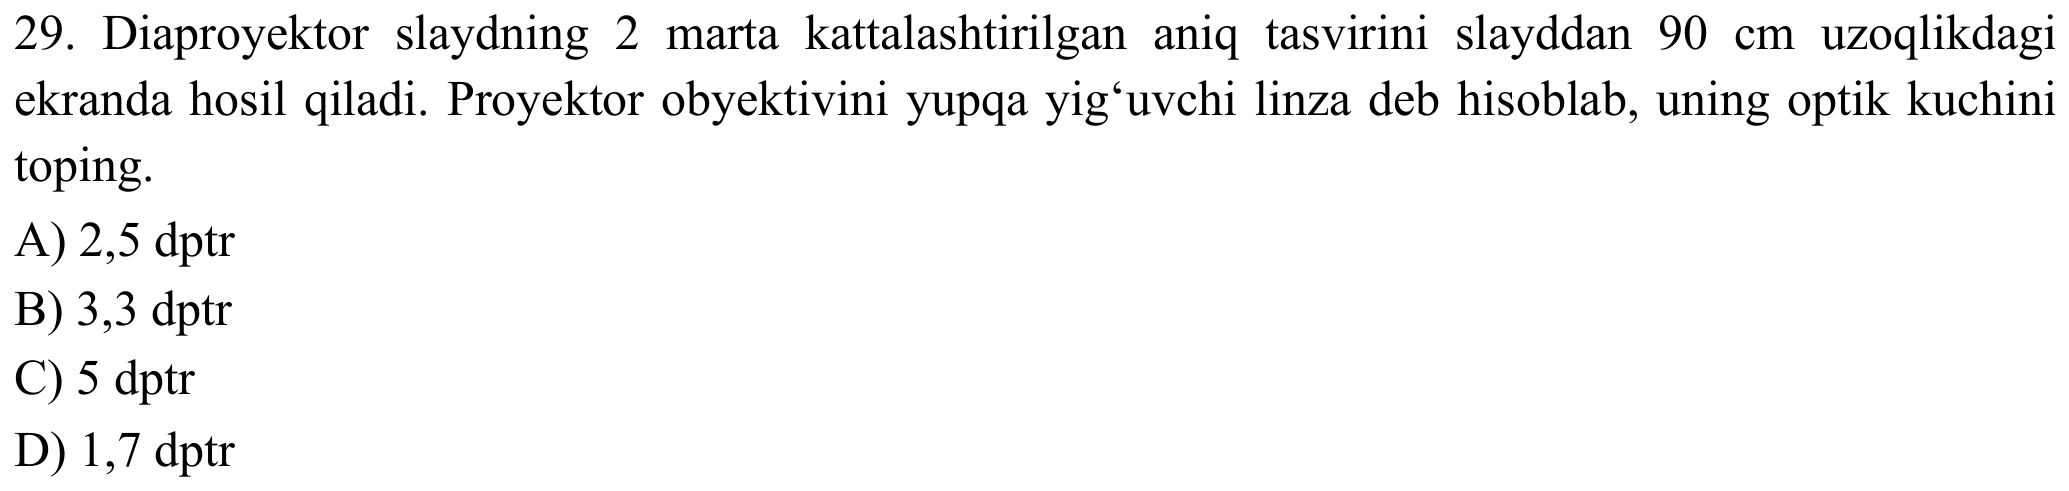 29. Diaproyektor slaydning 2 marta kattalashtirilgan aniq tasvirini slayddan 90 cm uzoqlikdagi
ekranda hosil qiladi. Proyektor obyektivini yupqa yig‘uvchi linza deb hisoblab, uning optik kuchini
toping.
A) 2,5 dptr
B) 3,3 dptr
C) 5 dptr
D) 1,7 dptr